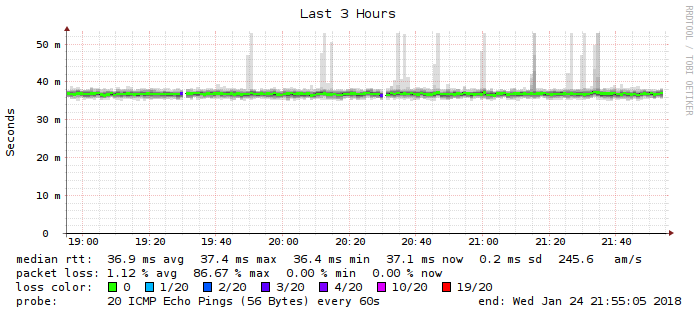 Last 3 Hours
RRDTOOL / TOBI OETIKER
Seconds
50 m
40 m
30 m
20 m
10 m
0
19:00 19:20 19:40 20:00 20:20 20:40 21:00 21:20 21:40
median rtt: 36.9 ms avg 37.4 ms max 36.4 ms min 37.1 ms now 0.2 ms sd 245.6 am/s
packet loss: 1.12 % avg 86.67 % max 0.00 % min 0.00 % now
loss color: 0 1/20 2/20 3/20 4/20 10/20 19/20
probe: 20 ICMP Echo Pings (56 Bytes) every 60s end: Wed Jan 24 21:55:05 2018